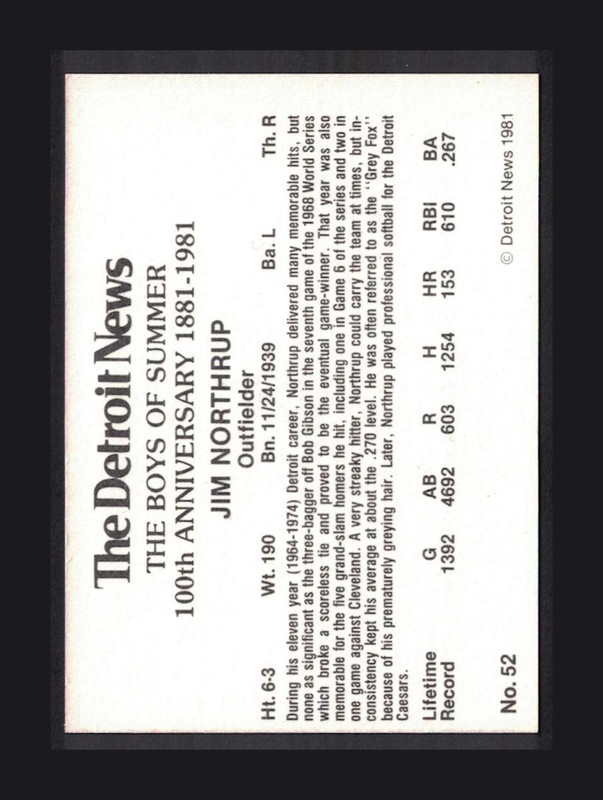 The Detroit News
THE BOYS OF SUMMER
100th ANNIVERSARY 1881-1981
JIM NORTHRUP
Outfielder
Ht. 6-3 Wt. 190 Bn. 11/24/1939 Ba. L Th. R
During his eleven year (1964-1974) Detroit career, Northrup delivered many memorable hits, but
none as significant as the three-bagger off Bob Gibson in the seventh game of the 1968 World Series
which broke a scoreless tie and proved to be the eventual game-winner. That year was also
memorable for the five grand-slam homers he hit, including one in Game 6 of the series and two in
one game against Cleveland. A very streaky hitter, Northrup could carry the team at times, but in-
consistency kept his average at about the .270 level. He was often referred to as the "Grey Fox"
because of his prematurely greying hair. Later, Northrup played professional softball for the Detroit
Caesars.
Lifetime G AB R H HR RBI BA
Record 1392 4692 603 1254 153 610 .267
No. 52 © Detroit News 1981